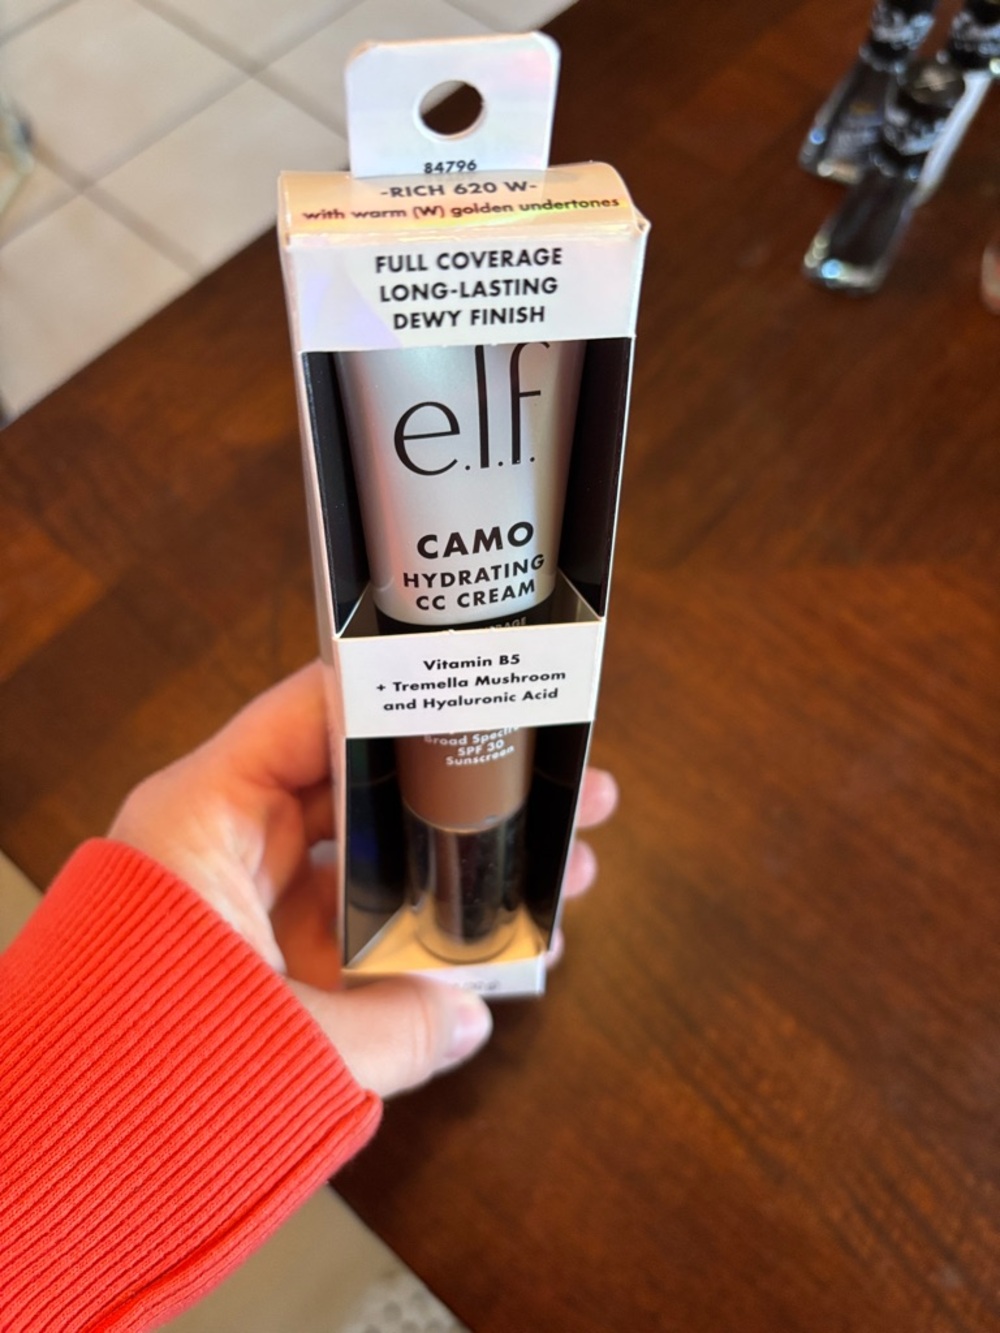 84796
-RICH 620 W-
with warm (W) golden undertones
FULL COVERAGE
LONG-LASTING
DEWY FINISH
e.l.f.
CAMO
HYDRATING
CC CREAM
Vitamin B5
+ Tremella Mushroom
and Hyaluronic Acid
Broad
SPF 30
Sunscreen